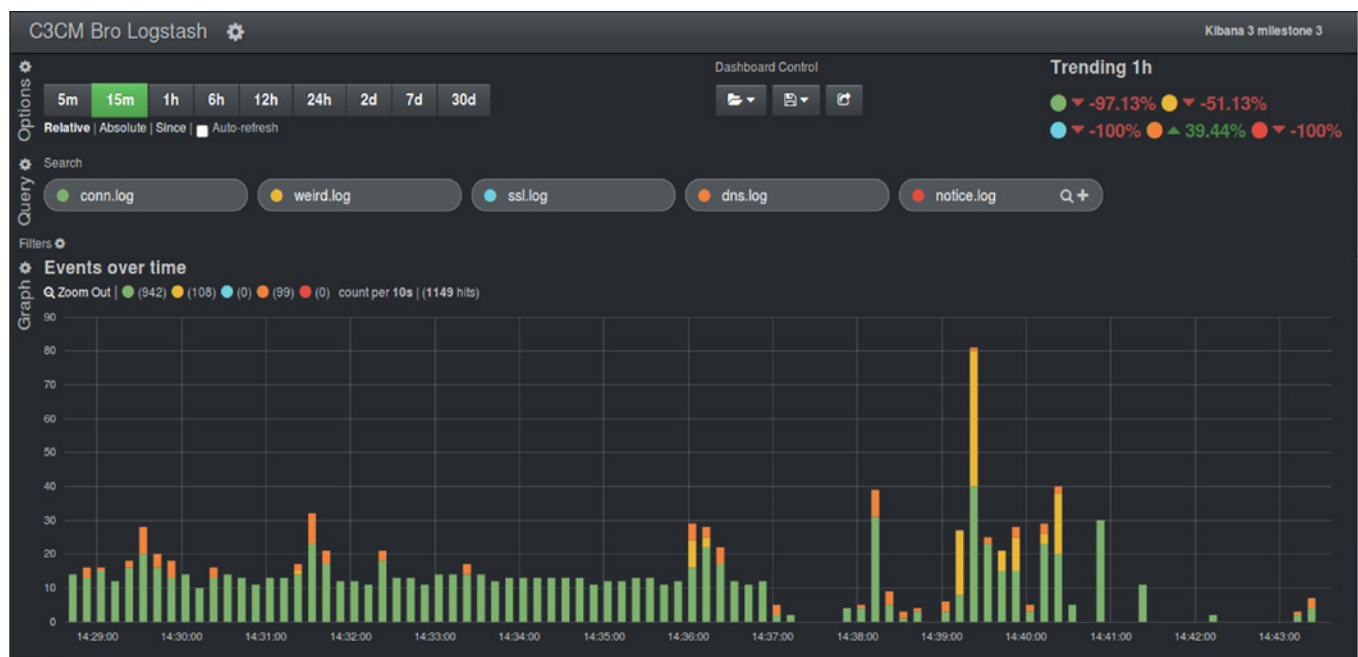 C3CM Bro Logstash
Kibana 3 milestone 3
Options
5m 15m 1h 6h 12h 24h 2d 7d 30d
Relative | Absolute | Since | Auto-refresh
Dashboard Control
Trending 1h
-97.13% -51.13%
-100% 39.44% -100%
Query
Search
conn.log weird.log ssl.log dns.log notice.log
Filters
Graph
Events over time
Zoom Out | (942) (108) (0) (99) (0) count per 10s | (1149 hits)
90
80
70
60
50
40
30
20
10
0
14:29:00 14:30:00 14:31:00 14:32:00 14:33:00 14:34:00 14:35:00 14:36:00 14:37:00 14:38:00 14:39:00 14:40:00 14:41:00 14:42:00 14:43:00